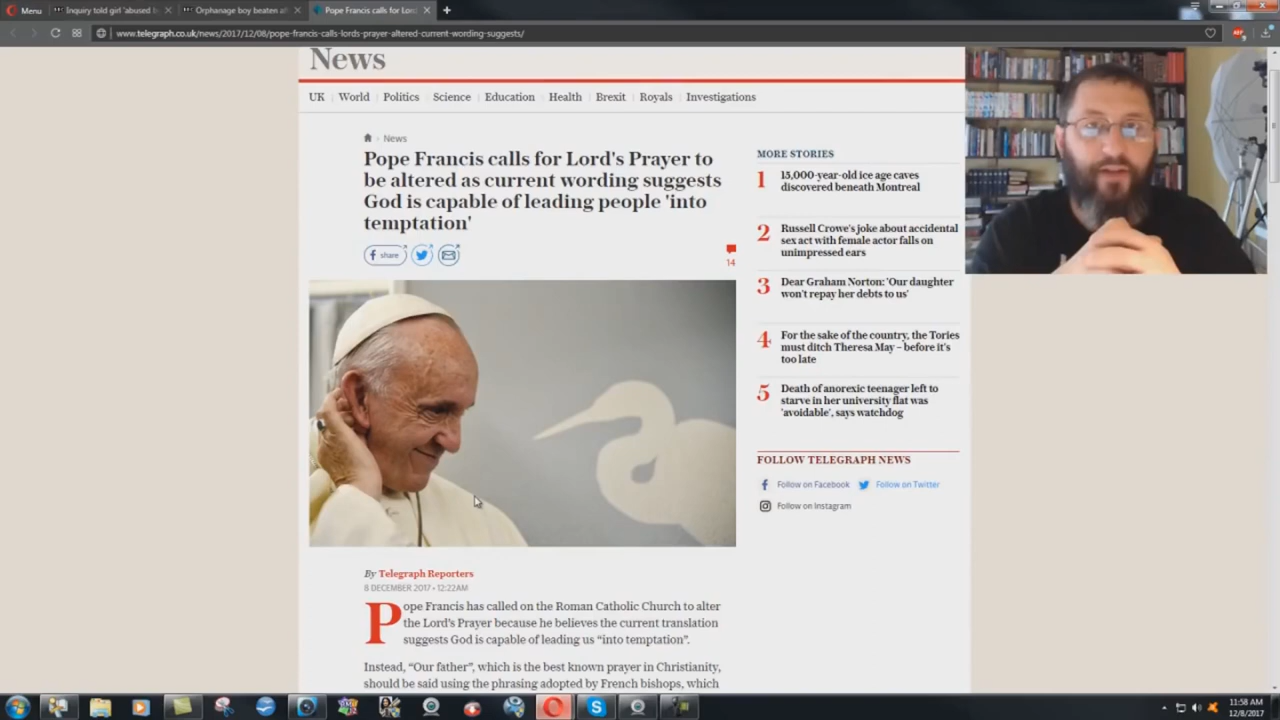 Menu
Inquiry told girl 'abused b
Orphanage boy beaten af
Pope Francis calls for Lord
www.telegraph.co.uk/news/2017/12/08/pope-francis-calls-lords-prayer-altered-current-wording-suggests/
News
UK World Politics Science Education Health Brexit Royals Investigations
News
Pope Francis calls for Lord's Prayer to
be altered as current wording suggests
God is capable of leading people 'into
temptation'
share
14
By Telegraph Reporters
8 DECEMBER 2017 • 12:22AM
Pope Francis has called on the Roman Catholic Church to alter
the Lord's Prayer because he believes the current translation
suggests God is capable of leading us “into temptation”.
Instead, “Our father”, which is the best known prayer in Christianity,
should be said using the phrasing adopted by French bishops, which
MORE STORIES
1 15,000-year-old ice age caves
discovered beneath Montreal
2 Russell Crowe's joke about accidental
sex act with female actor falls on
unimpressed ears
3 Dear Graham Norton: 'Our daughter
won't repay her debts to us'
4 For the sake of the country, the Tories
must ditch Theresa May – before it's
too late
5 Death of anorexic teenager left to
starve in her university flat was
'avoidable', says watchdog
FOLLOW TELEGRAPH NEWS
Follow on Facebook Follow on Twitter
Follow on Instagram
11:58 AM
12/8/2017